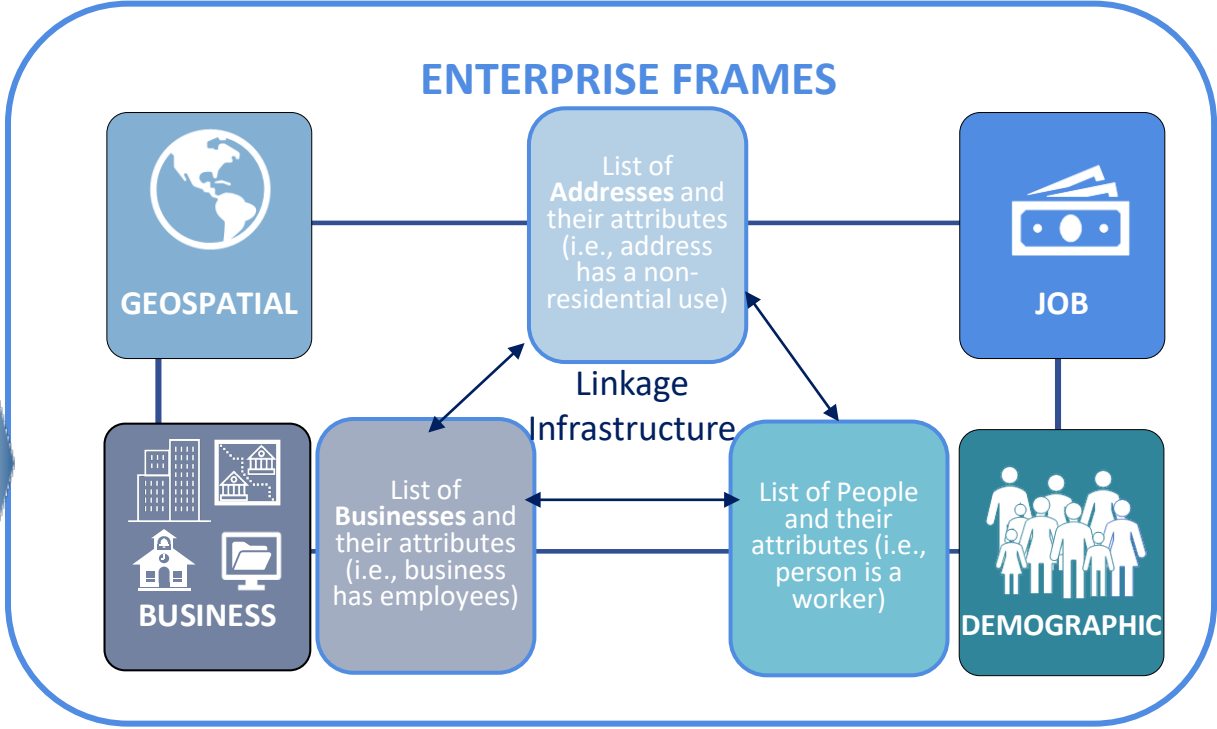 ENTERPRISE FRAMES
GEOSPATIAL
List of
Addresses and
their attributes
(i.e., address
has a non-
residential use)
JOB
Linkage
Infrastructure
BUSINESS
List of
Businesses and
their attributes
(i.e., business
has employees)
List of People
and their
attributes (i.e.,
person is a
worker)
DEMOGRAPHIC